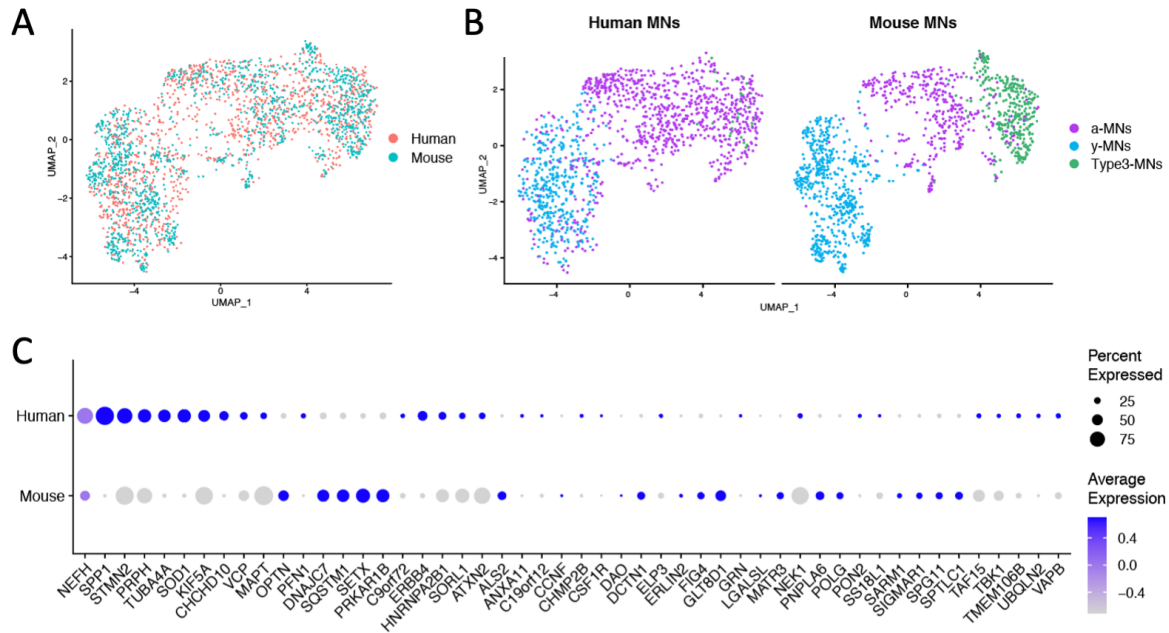 A
2
0
−2
−4
UMAP_2
−4
0
4
UMAP_1
Human
Mouse
B
Human MNs
Mouse MNs
2
0
−2
−4
UMAP_2
−4
0
4
−4
0
4
UMAP_1
a-MNs
y-MNs
Type3-MNs
C
Human
Mouse
NEFH
SPP1
STMN2
PRPH
TUBA4A
SOD1
KIF5A
CHCHD10
VCP
MAPT
OPTN
PFN1
DNAJC7
SQSTM1
SETX
PRKAR1B
C9orf72
ERBB4
HNRNPA2B1
SORL1
ATXN2
ALS2
ANXA11
C19orf12
CCNF
CHMP2B
CSF1R
DAO
DCTN1
ELP3
ERLIN2
FIG4
GLT8D1
GRN
LGALSL
MATR3
NEK1
PNPLA6
POLG
PON2
SS18L1
SARM1
SIGMAR1
SPG11
SPTLC1
TAF15
TBK1
TMEM106B
UBQLN2
VAPB
Percent
Expressed
25
50
75
Average
Expression
0.4
0.0
−0.4